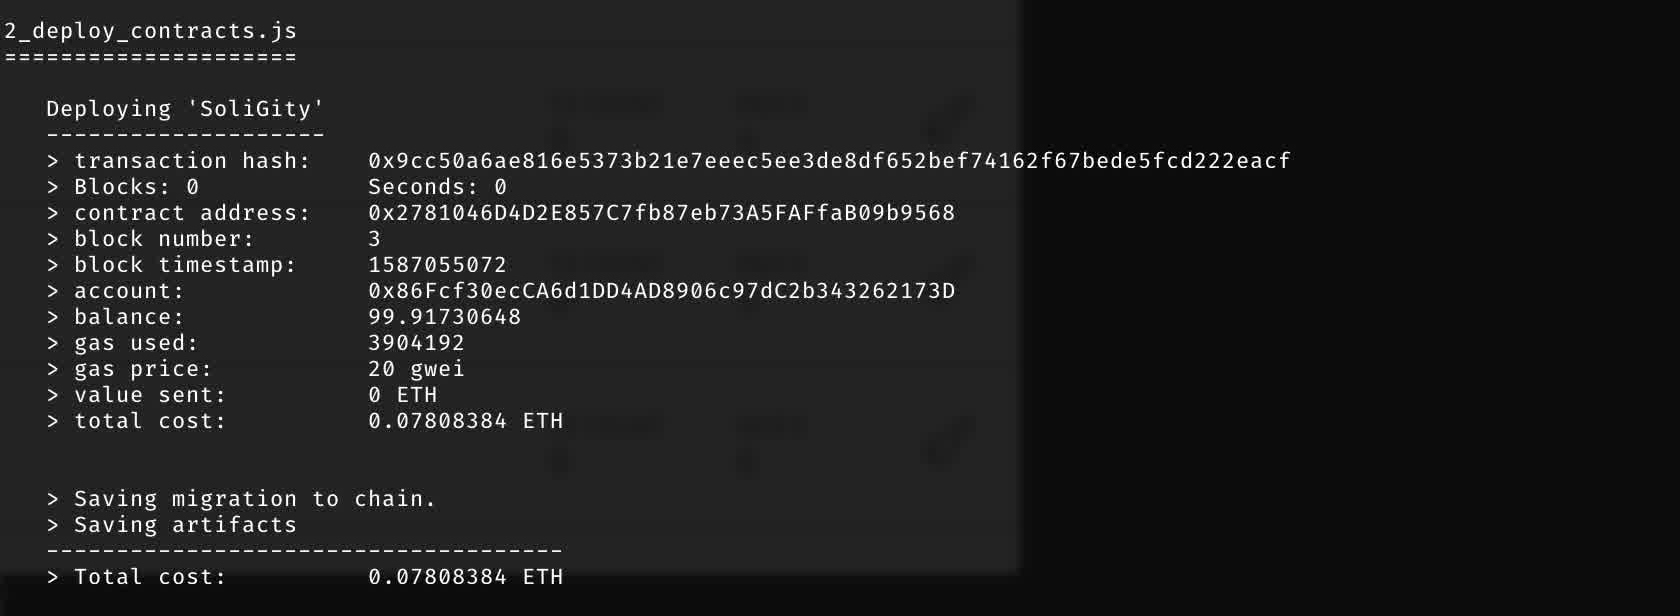 2_deploy_contracts.js
=====================
Deploying 'SoliGity'
--------------------
> transaction hash:    0x9cc50a6ae816e5373b21e7eeec5ee3de8df652bef74162f67bede5fcd222eacf
> Blocks: 0            Seconds: 0
> contract address:    0x2781046D4D2E857C7fb87eb73A5FAFfaB09b9568
> block number:        3
> block timestamp:     1587055072
> account:             0x86Fcf30ecCA6d1DD4AD8906c97dC2b343262173D
> balance:             99.91730648
> gas used:            3904192
> gas price:           20 gwei
> value sent:          0 ETH
> total cost:          0.07808384 ETH
> Saving migration to chain.
> Saving artifacts
-------------------------------------
> Total cost:          0.07808384 ETH